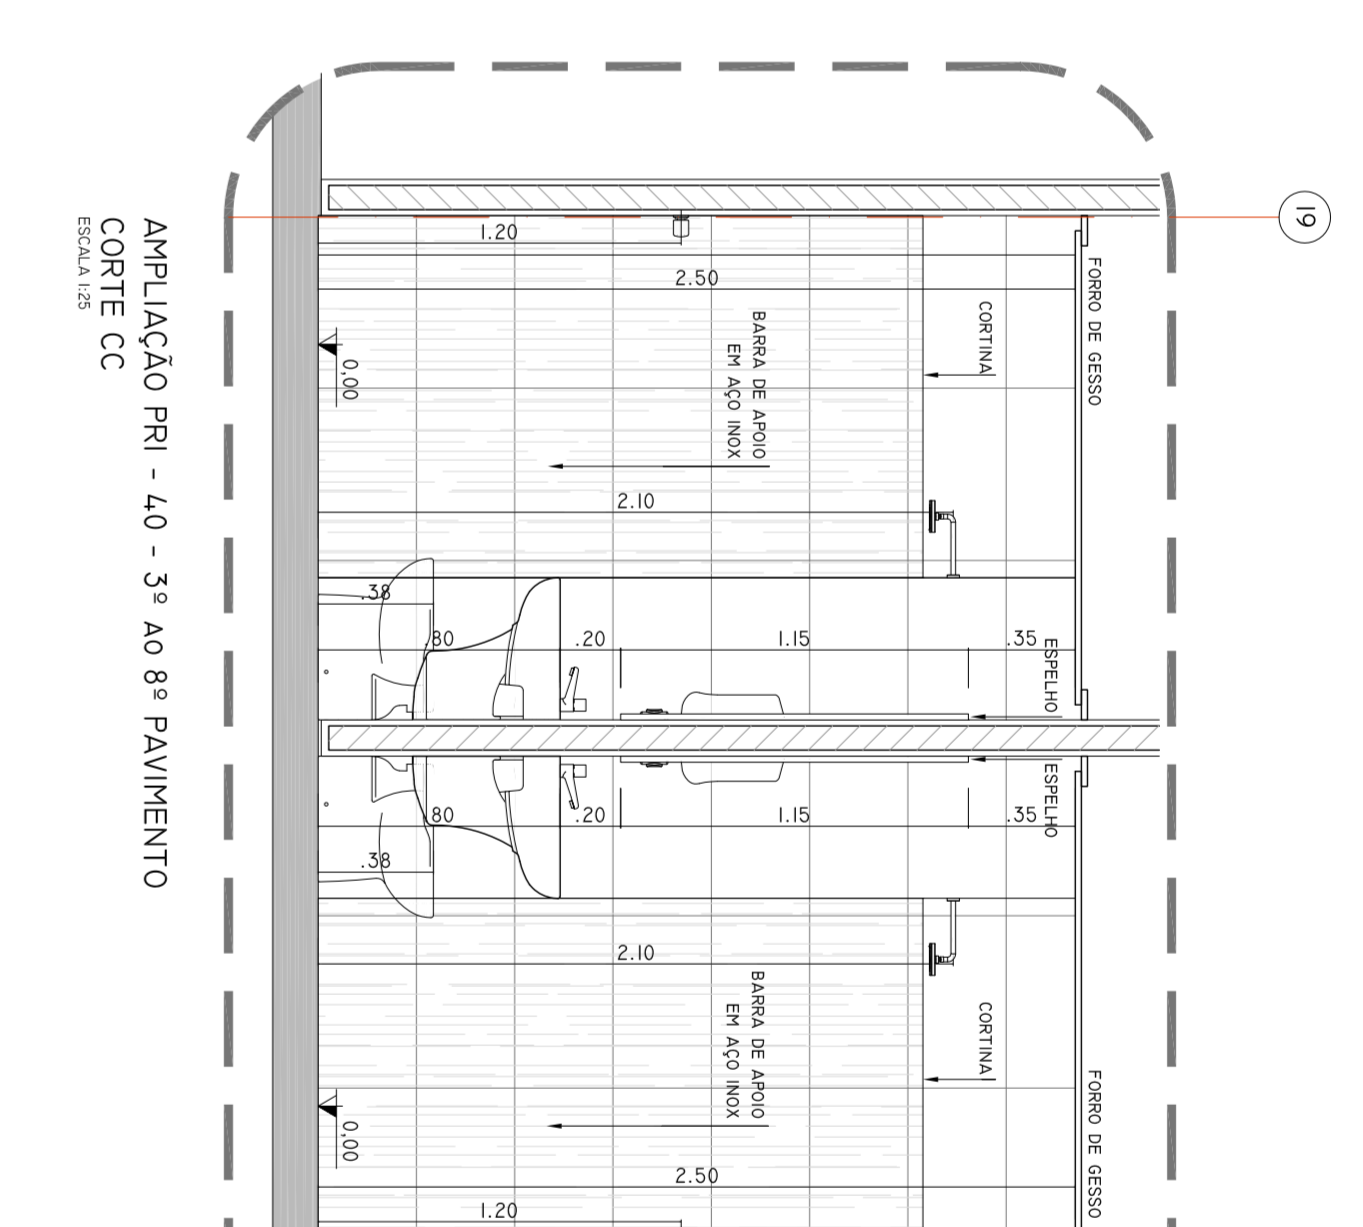 19
FORRO DE GESSO
CORTINA
BARRA DE APOIO
EM AÇO INOX
1.20
2.50
0,00
2.10
.38
.80
.20
1.15
.35
ESPELHO
ESPELHO
.80
.20
1.15
.35
.38
2.10
CORTINA
BARRA DE APOIO
EM AÇO INOX
FORRO DE GESSO
0,00
2.50
1.20
AMPLIAÇÃO PRI - 40 - 3º AO 8º PAVIMENTO
CORTE CC
ESCALA 1:25